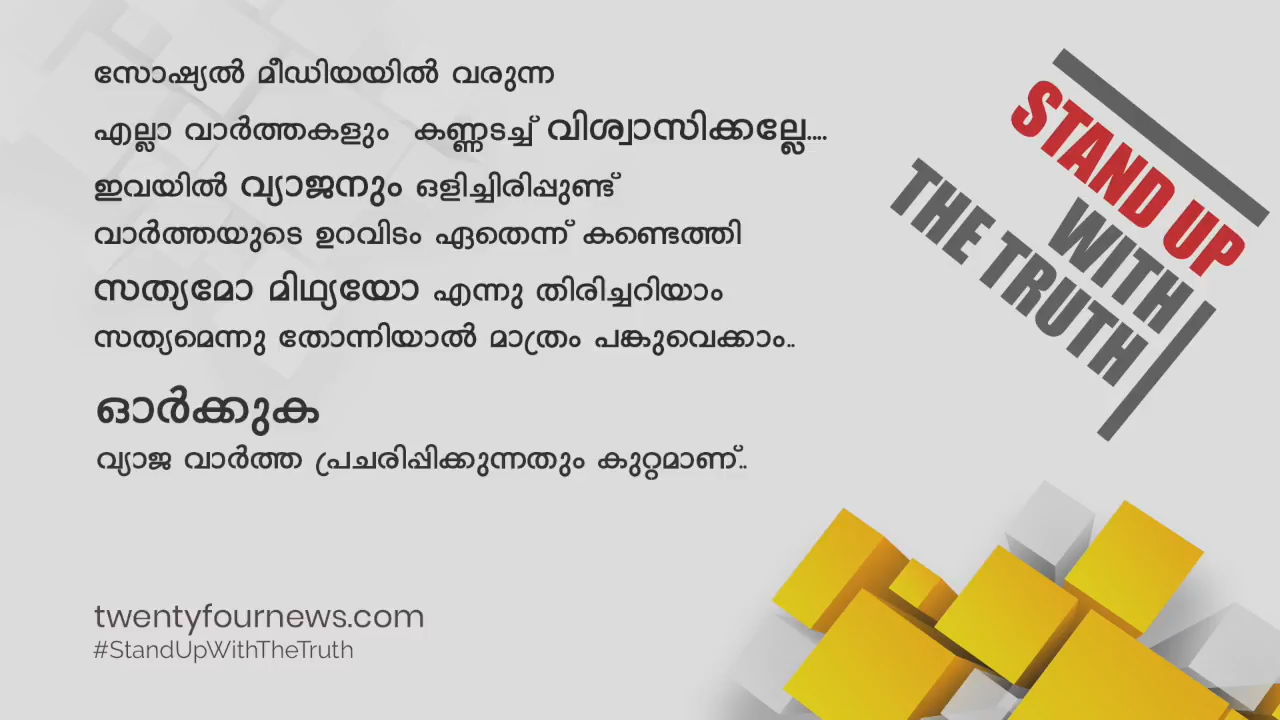 സോഷ്യൽ മീഡിയയിൽ വരുന്ന
എല്ലാ വാർത്തകളും കണ്ണടച്ച് വിശ്വാസിക്കല്ലേ....
ഇവയിൽ വ്യാജനും ഒളിച്ചിരിപ്പുണ്ട്
വാർത്തയുടെ ഉറവിടം ഏതെന്ന് കണ്ടെത്തി
സത്യമോ മിഥ്യയോ എന്നു തിരിച്ചറിയാം
സത്യമെന്നു തോന്നിയാൽ മാത്രം പങ്കുവെക്കാം..
ഓർക്കുക
വ്യാജ വാർത്ത പ്രചരിപ്പിക്കുന്നതും കുറ്റമാണ്..
STAND UP
WITH
THE TRUTH
twentyfournews.com
#StandUpWithTheTruth